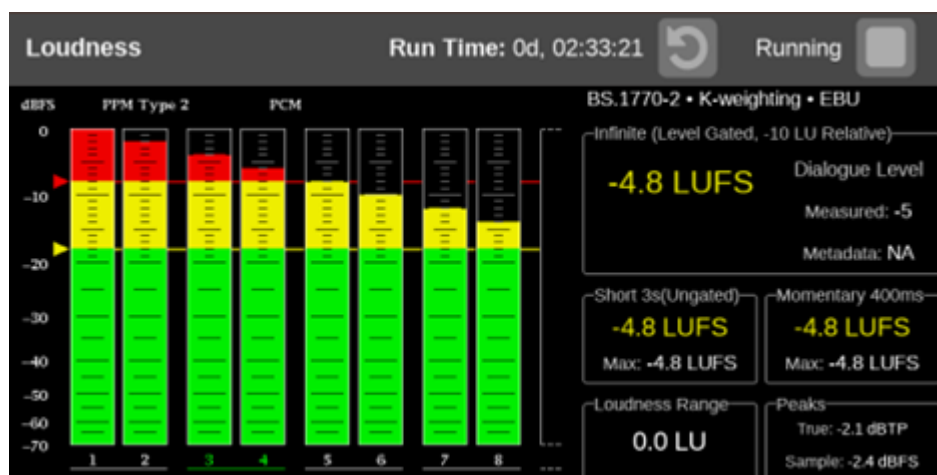 Loudness
Run Time: 0d, 02:33:21
Running
dBFS PPM Type 2 PCM
0
-10
-20
-30
-40
-50
-60
-70
1 2 3 4 5 6 7 8
BS.1770-2 • K-weighting • EBU
Infinite (Level Gated, -10 LU Relative)
-4.8 LUFS
Dialogue Level
Measured: -5
Metadata: NA
Short 3s(Ungated)
-4.8 LUFS
Max: -4.8 LUFS
Momentary 400ms
-4.8 LUFS
Max: -4.8 LUFS
Loudness Range
0.0 LU
Peaks
True: -2.1 dBTP
Sample: -2.4 dBFS